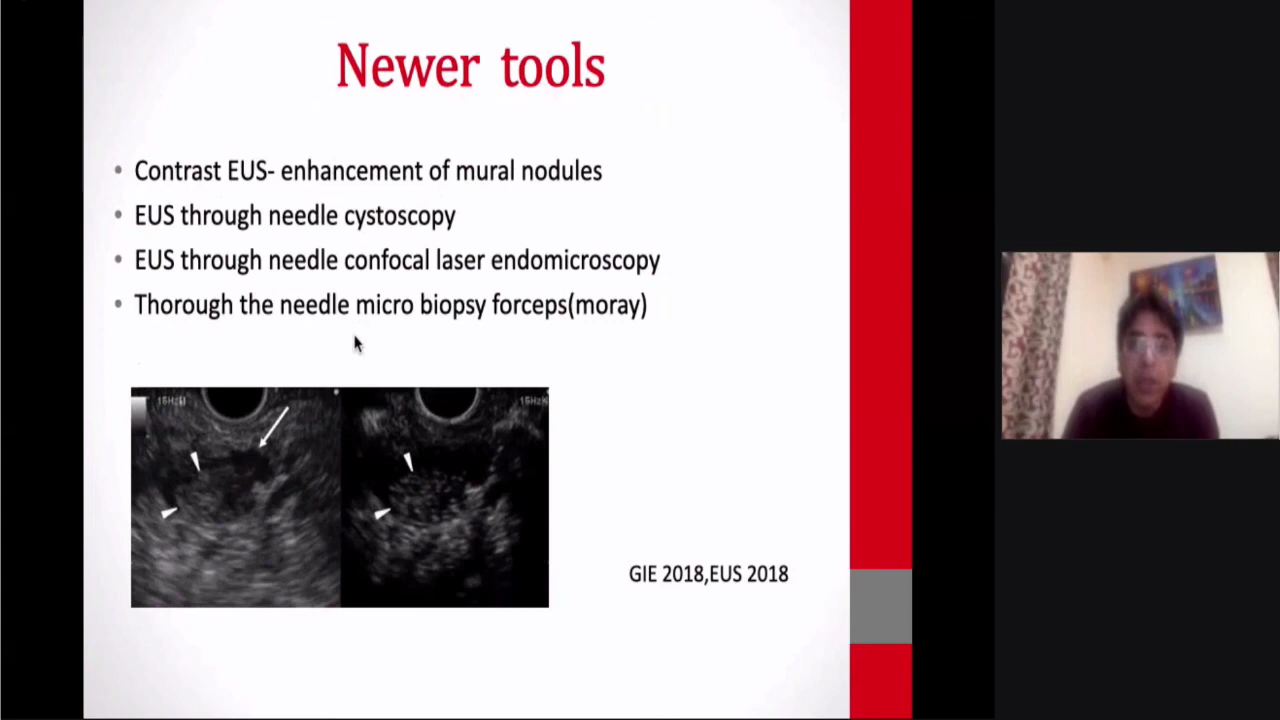 Newer tools
• Contrast EUS- enhancement of mural nodules
• EUS through needle cystoscopy
• EUS through needle confocal laser endomicroscopy
• Thorough the needle micro biopsy forceps(moray)
GIE 2018,EUS 2018